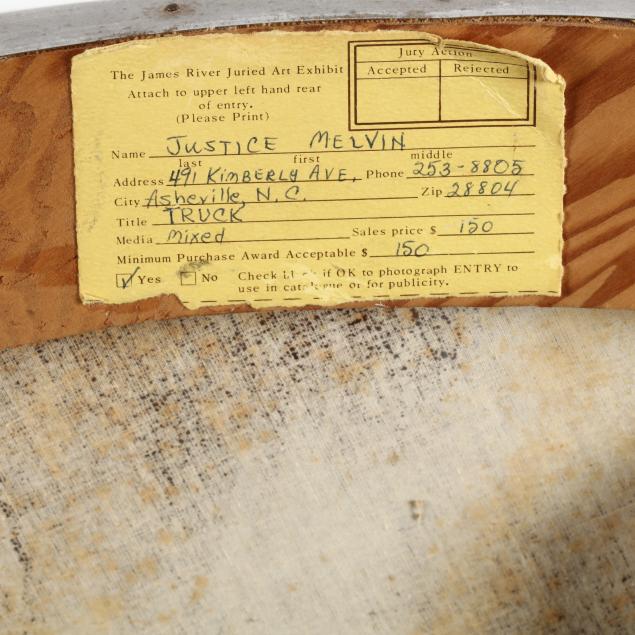 Jury Action
The James River Juried Art Exhibit
Accepted Rejected
Attach to upper left hand rear
of entry.
(Please Print)
Name JUSTICE MELVIN
last first middle
Address 491 KIMBERLY AVE, Phone 253-8805
City Asheville, N.C. Zip 28804
Title TRUCK
Media Mixed Sales price $ 150
Minimum Purchase Award Acceptable $ 150
Yes No Check if OK to photograph ENTRY to
use in catalogue or for publicity.